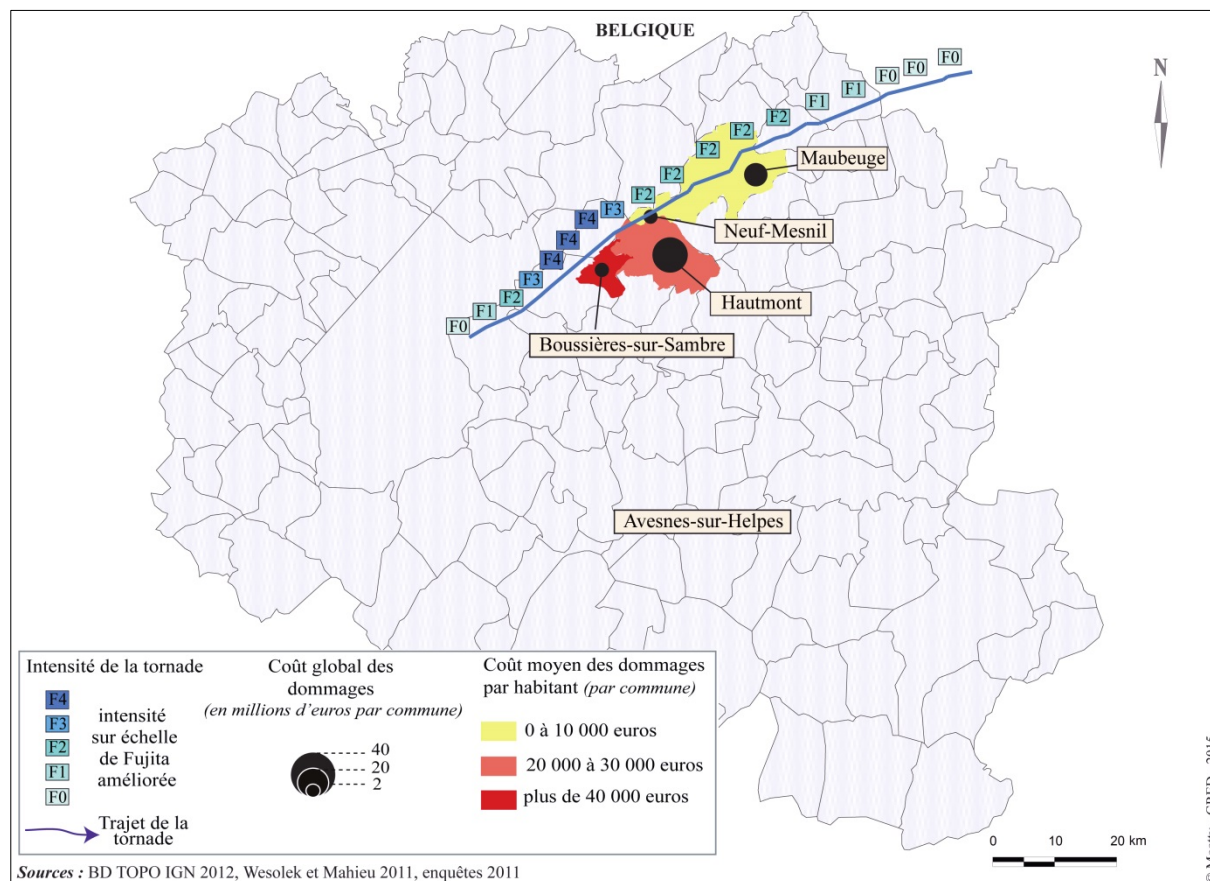 BELGIQUE
N
F0
F0
F0
F1
F1
F2
F2
F2
F2
F2
F3
F4
F4
F4
F3
F2
F1
F0
Maubeuge
Neuf-Mesnil
Hautmont
Boussières-sur-Sambre
Avesnes-sur-Helpes
Intensité de la tornade
F4
F3
F2
F1
F0
intensité
sur échelle
de Fujita
améliorée
Trajet de la
tornade
Coût global des
dommages
(en millions d'euros par commune)
40
20
2
Coût moyen des dommages
par habitant (par commune)
0 à 10 000 euros
20 000 à 30 000 euros
plus de 40 000 euros
0 10 20 km
Sources : BD TOPO IGN 2012, Wesolek et Mahieu 2011, enquêtes 2011
2015